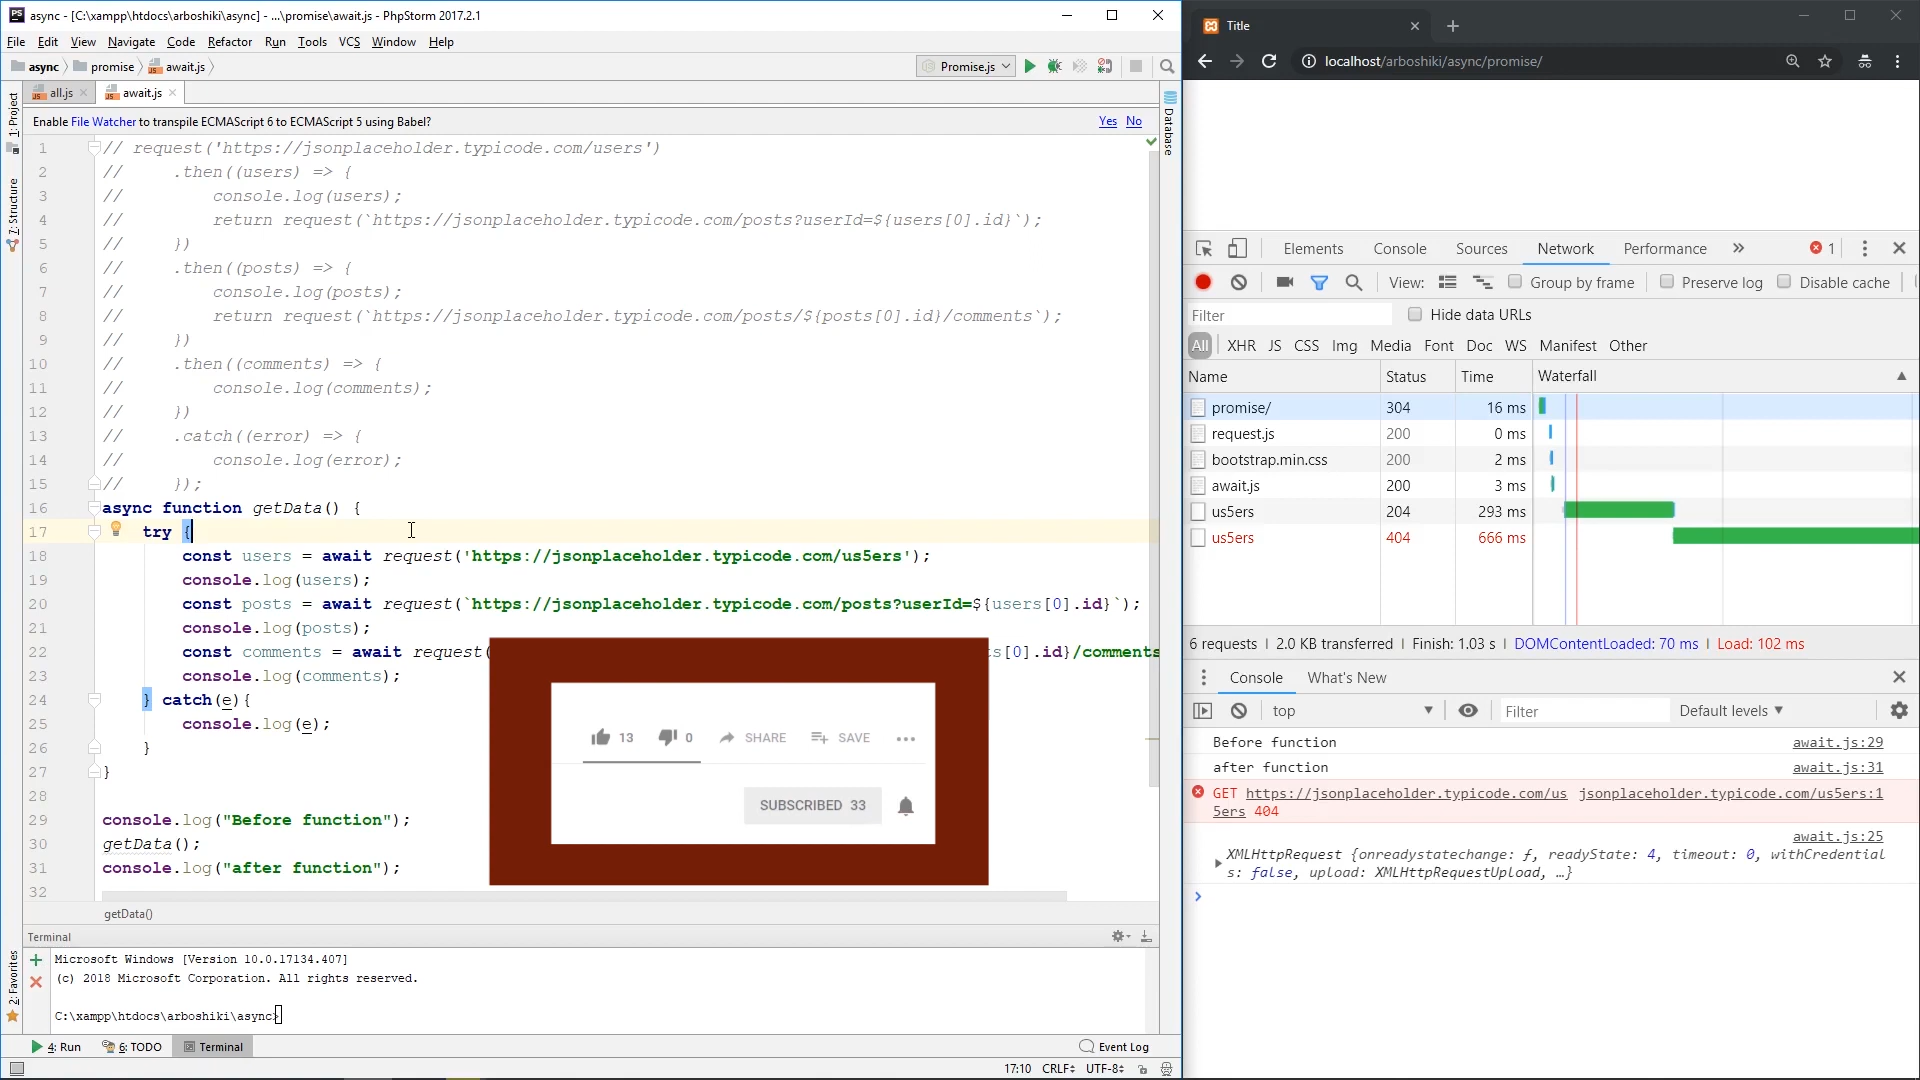 async - [C:\xampp\htdocs\arboshiki\async] - ...\promise\await.js - PhpStorm 2017.2.1
File Edit View Navigate Code Refactor Run Tools VCS Window Help
async promise await.js
Promise.js
all.js await.js
Enable File Watcher to transpile ECMAScript 6 to ECMAScript 5 using Babel?
Yes No
1: Project
7: Structure
2: Favorites
Database
1 // request('https://jsonplaceholder.typicode.com/users')
2 //     .then((users) => {
3 //         console.log(users);
4 //         return request(`https://jsonplaceholder.typicode.com/posts?userId=${users[0].id}`);
5 //     })
6 //     .then((posts) => {
7 //         console.log(posts);
8 //         return request(`https://jsonplaceholder.typicode.com/posts/${posts[0].id}/comments`);
9 //     })
10 //     .then((comments) => {
11 //         console.log(comments);
12 //     })
13 //     .catch((error) => {
14 //         console.log(error);
15 //     });
16 async function getData() {
17     try {
18         const users = await request('https://jsonplaceholder.typicode.com/us5ers');
19         console.log(users);
20         const posts = await request(`https://jsonplaceholder.typicode.com/posts?userId=${users[0].id}`);
21         console.log(posts);
22         const comments = await request( s[0].id}/comments
23         console.log(comments);
24     } catch(e){
25         console.log(e);
26     }
27 }
28
29 console.log("Before function");
30 getData();
31 console.log("after function");
32
13 0 SHARE SAVE
SUBSCRIBED 33
getData()
Terminal
Microsoft Windows [Version 10.0.17134.407]
(c) 2018 Microsoft Corporation. All rights reserved.
C:\xampp\htdocs\arboshiki\async>
4: Run 6: TODO Terminal Event Log
17:10 CRLF UTF-8
Title
localhost/arboshiki/async/promise/
Elements Console Sources Network Performance » 1
View: Group by frame Preserve log Disable cache
Filter Hide data URLs
All XHR JS CSS Img Media Font Doc WS Manifest Other
Name Status Time Waterfall
promise/ 304 16 ms
request.js 200 0 ms
bootstrap.min.css 200 2 ms
await.js 200 3 ms
us5ers 204 293 ms
us5ers 404 666 ms
6 requests | 2.0 KB transferred | Finish: 1.03 s | DOMContentLoaded: 70 ms | Load: 102 ms
Console What's New
top Filter Default levels
Before function await.js:29
after function await.js:31
GET https://jsonplaceholder.typicode.com/us jsonplaceholder.typicode.com/us5ers:1
5ers 404
await.js:25
XMLHttpRequest {onreadystatechange: ƒ, readyState: 4, timeout: 0, withCredential
s: false, upload: XMLHttpRequestUpload, …}